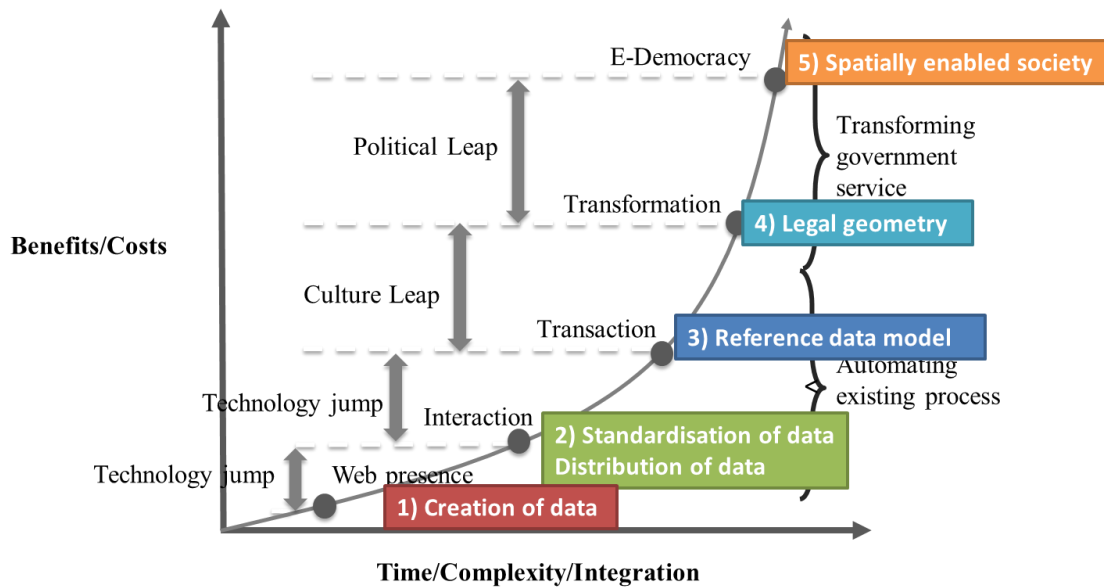 E-Democracy
5) Spatially enabled society
Political Leap
Transforming
government
service
Transformation
4) Legal geometry
Benefits/Costs
Culture Leap
Transaction
3) Reference data model
Automating
existing process
Technology jump
Interaction
2) Standardisation of data
Distribution of data
Technology jump
Web presence
1) Creation of data
Time/Complexity/Integration